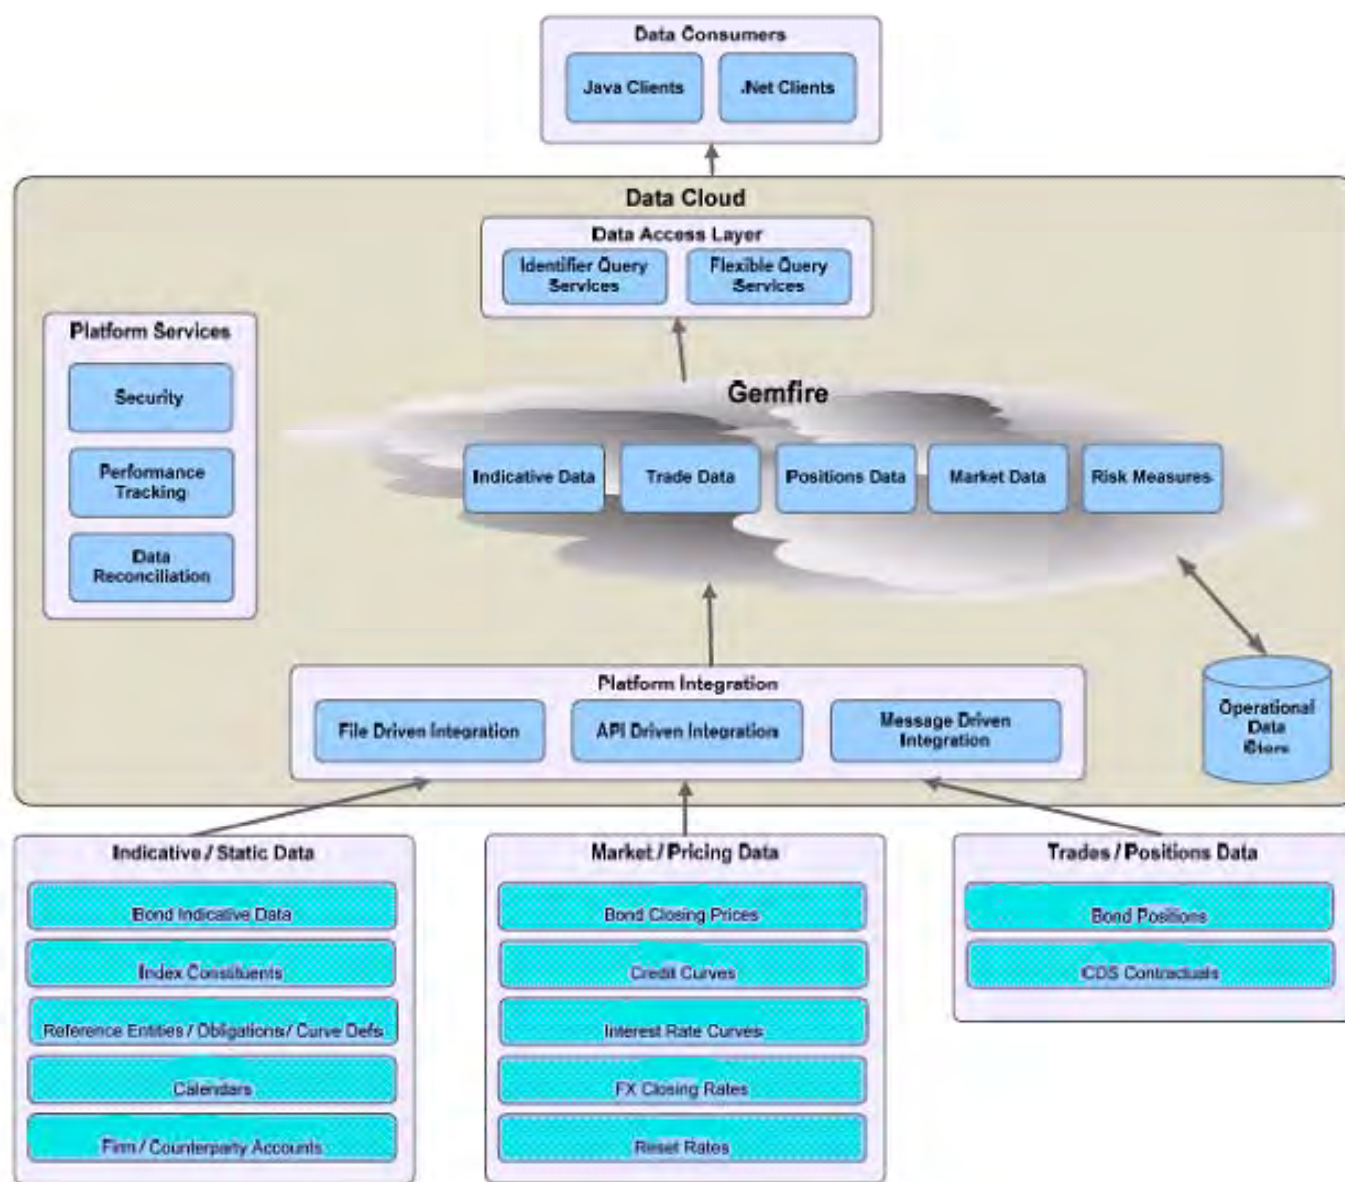 Data Consumers
Java Clients
.Net Clients
Data Cloud
Data Access Layer
Identifier Query
Services
Flexible Query
Services
Platform Services
Security
Performance
Tracking
Data
Reconciliation
Gemfire
Indicative Data
Trade Data
Positions Data
Market Data
Risk Measures
Platform Integration
File Driven Integration
API Driven Integration
Message Driven
Integration
Operational
Data
Store
Indicative / Static Data
Bond Indicative Data
Index Constituents
Reference Entities / Obligations / Curve Defs
Calendars
Firm / Counterparty Accounts
Market / Pricing Data
Bond Closing Prices
Credit Curves
Interest Rate Curves
FX Closing Rates
Reset Rates
Trades / Positions Data
Bond Positions
CDS Contractuals